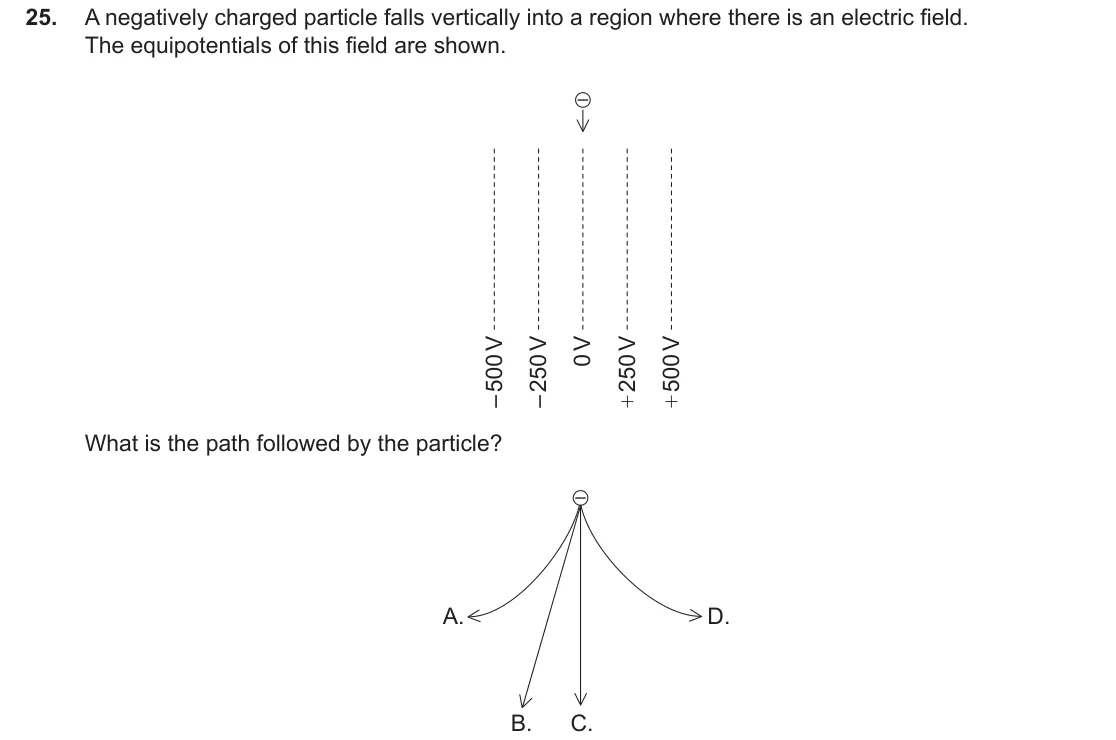 25. A negatively charged particle falls vertically into a region where there is an electric field.
The equipotentials of this field are shown.
−500 V
−250 V
0 V
+250 V
+500 V
What is the path followed by the particle?
A.
D.
B.
C.